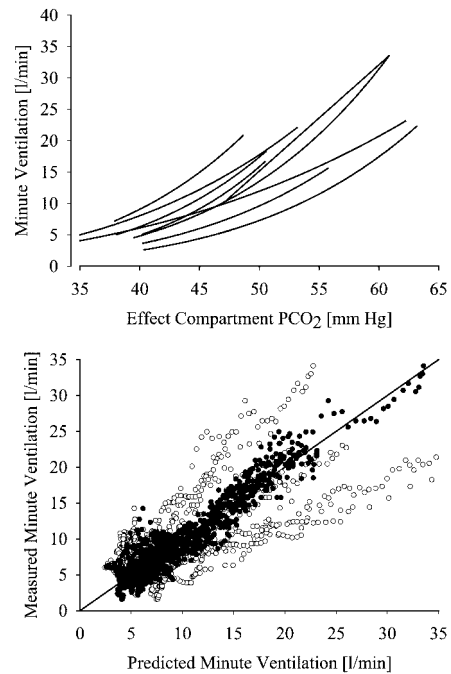 40
35
30
25
20
15
10
5
0
Minute Ventilation [l/min]
35 40 45 50 55 60 65
Effect Compartment PCO2 [mm Hg]
35
30
25
20
15
10
5
0
Measured Minute Ventilation [l/min]
0 5 10 15 20 25 30 35
Predicted Minute Ventilation [l/min]